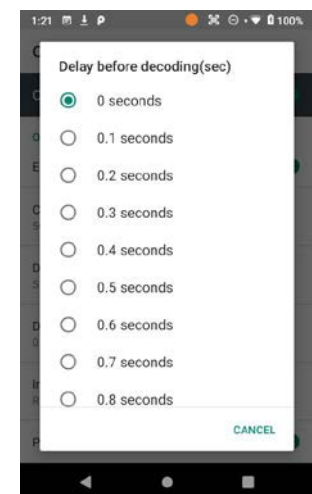 1:21
100%
Delay before decoding(sec)
0 seconds
0.1 seconds
0.2 seconds
0.3 seconds
0.4 seconds
0.5 seconds
0.6 seconds
0.7 seconds
0.8 seconds
CANCEL